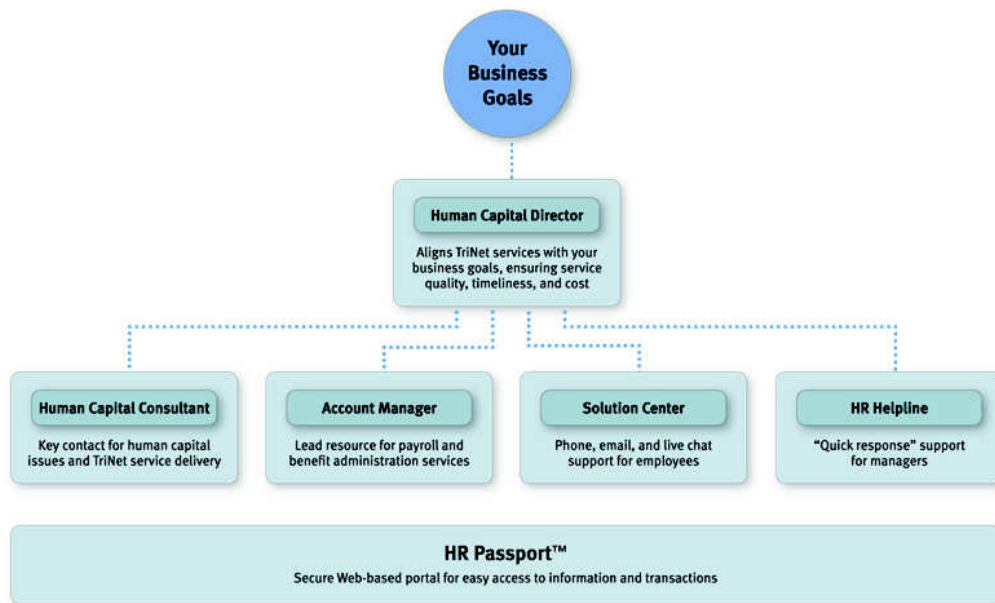 Your
Business
Goals
Human Capital Director
Aligns TriNet services with your
business goals, ensuring service
quality, timeliness, and cost
Human Capital Consultant
Key contact for human capital
issues and TriNet service delivery
Account Manager
Lead resource for payroll and
benefit administration services
Solution Center
Phone, email, and live chat
support for employees
HR Helpline
“Quick response” support
for managers
HR Passport™
Secure Web-based portal for easy access to information and transactions